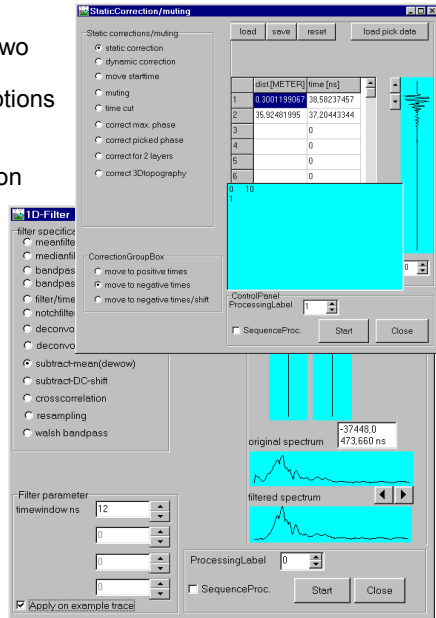 wo
otions
on
StaticCorrection/muting
Static corrections/muting
static correction
dynamic correction
move starttime
muting
time cut
correct max. phase
correct picked phase
correct for 2 layers
correct 3Dtopography
load save reset load pick data
dist.[METER] time [ns]
1 0,3001199067 38,58237457
2 35,92481995 37,20443344
3 0
4 0
5 0
6 0
0 10
1
0
CorrectionGroupBox
move to positive times
move to negative times
move to negative times/shift
ControlPanel
ProcessingLabel 1
SequenceProc. Start Close
1D-Filter
filter specifica
meanfilte
medianfil
bandpas
bandpas
filter/time
notchfilte
deconvo
deconvo
subtract-mean(dewow)
subtract-DC-shift
crosscorrelation
resampling
walsh bandpass
-37448,0
473,660 ns
original spectrum
filtered spectrum
Filter parameter
timewindow ns 12
0
0
0
Apply on example trace
ProcessingLabel 0
SequenceProc. Start Close